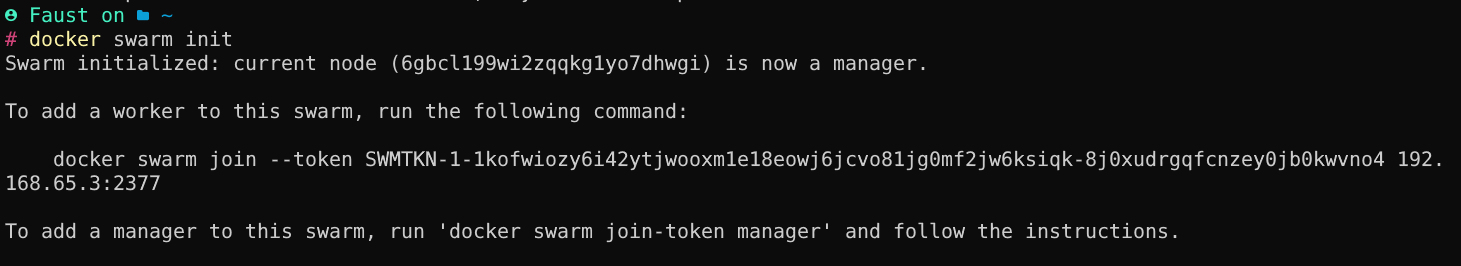 Faust on ~
# docker swarm init
Swarm initialized: current node (6gbcl199wi2zqqkg1yo7dhwgi) is now a manager.
To add a worker to this swarm, run the following command:
docker swarm join --token SWMTKN-1-1kofwiozy6i42ytjwooxm1e18eowj6jcvo81jg0mf2jw6ksiqk-8j0xudrgqfcnzey0jb0kwvno4 192.
168.65.3:2377
To add a manager to this swarm, run 'docker swarm join-token manager' and follow the instructions.